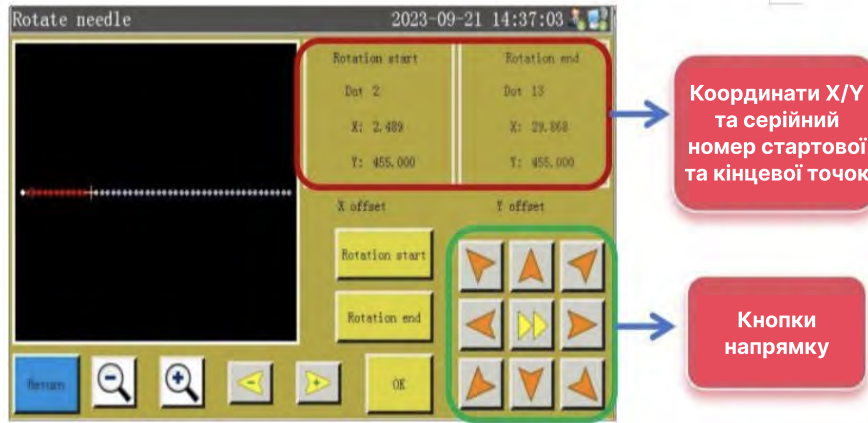 Rotate needle 2023-09-21 14:37:03
Rotation start Rotation end
Dot 2 Dot 13
X: 2.489 X: 29.868
Y: 455.000 Y: 455.000
X offset Y offset
Rotation start
Rotation end
Return
OK
Координати X/Y
та серійний
номер стартової
та кінцевої точок
Кнопки
напрямку